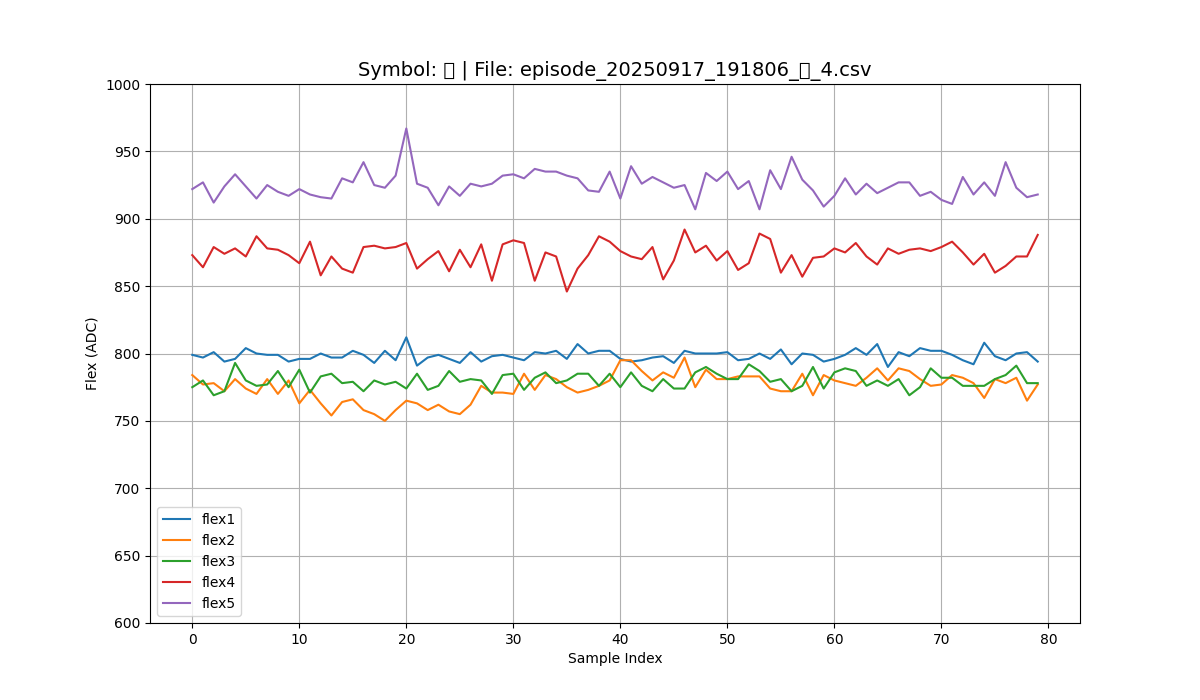 Symbol: | File: episode_20250917_191806__4.csv
1000
950
900
850
800
750
700
650
600
Flex (ADC)
flex1
flex2
flex3
flex4
flex5
0 10 20 30 40 50 60 70 80
Sample Index